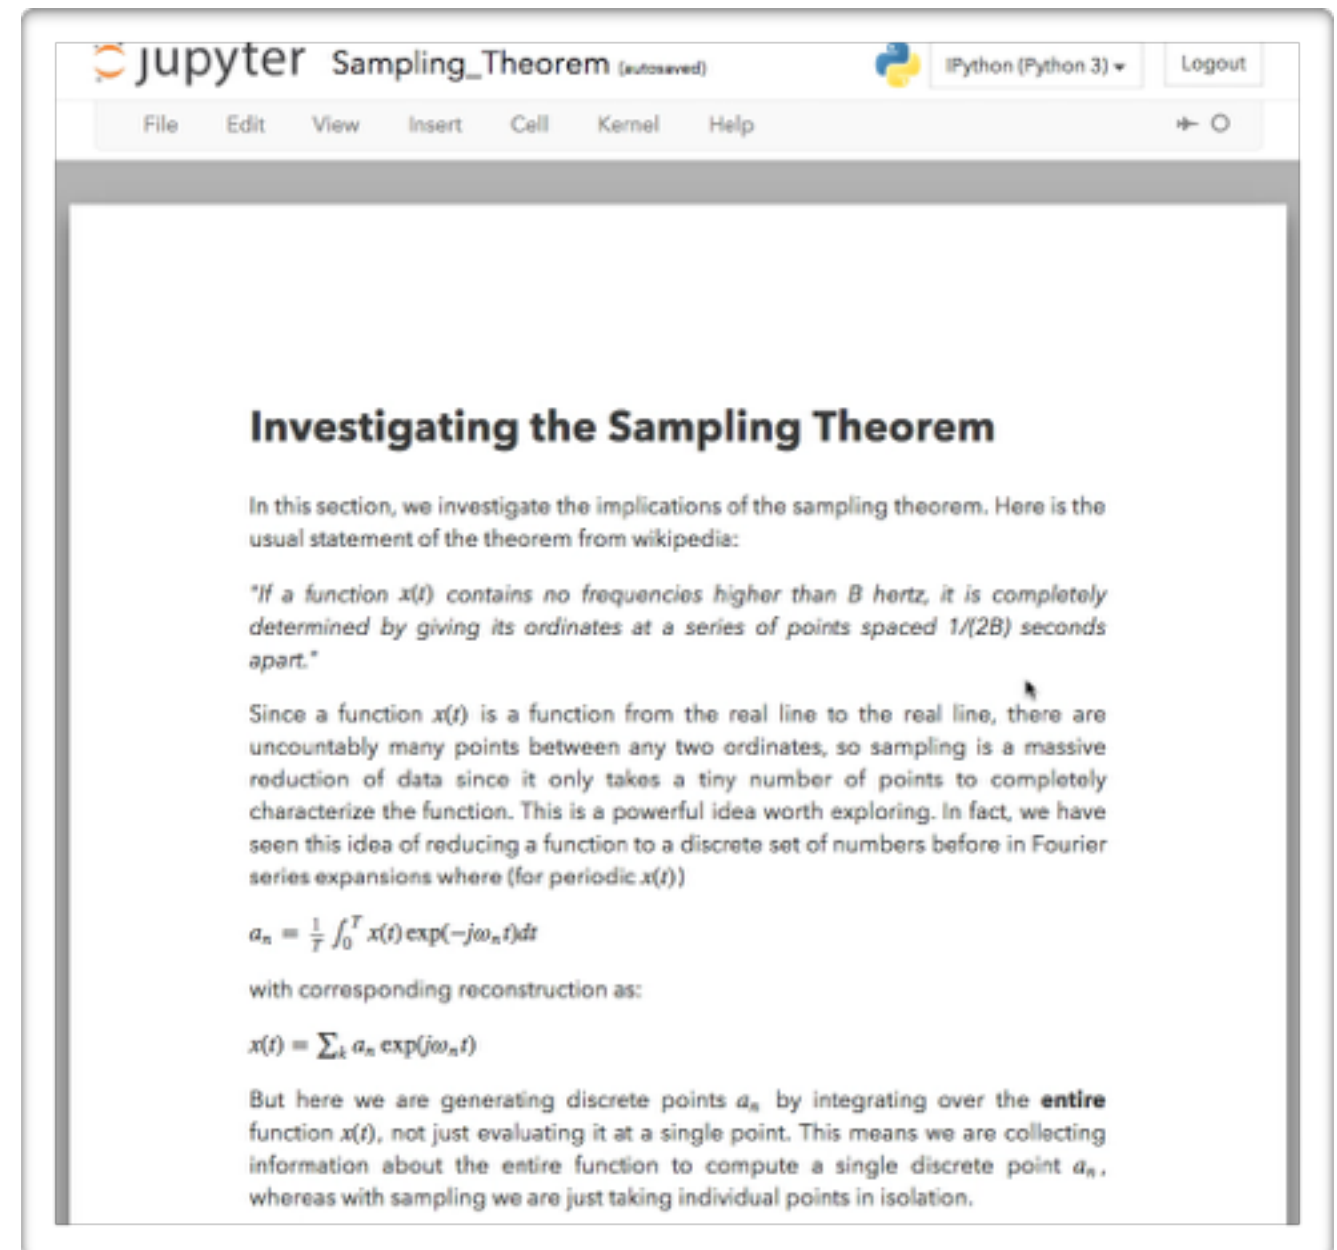 jupyter Sampling_Theorem (autosaved) IPython (Python 3) Logout
File Edit View Insert Cell Kernel Help
Investigating the Sampling Theorem
In this section, we investigate the implications of the sampling theorem. Here is the
usual statement of the theorem from wikipedia:
"If a function x(t) contains no frequencies higher than B hertz, it is completely
determined by giving its ordinates at a series of points spaced 1/(2B) seconds
apart."
Since a function x(t) is a function from the real line to the real line, there are
uncountably many points between any two ordinates, so sampling is a massive
reduction of data since it only takes a tiny number of points to completely
characterize the function. This is a powerful idea worth exploring. In fact, we have
seen this idea of reducing a function to a discrete set of numbers before in Fourier
series expansions where (for periodic x(t))
aₙ = 1/T ∫₀ᵀ x(t) exp(−jωₙt)dt
with corresponding reconstruction as:
x(t) = ∑ₖ aₙ exp(jωₙt)
But here we are generating discrete points aₙ by integrating over the entire
function x(t), not just evaluating it at a single point. This means we are collecting
information about the entire function to compute a single discrete point aₙ,
whereas with sampling we are just taking individual points in isolation.